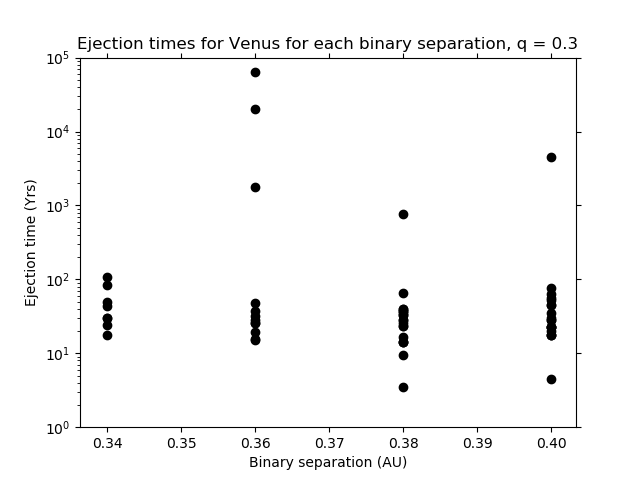 Ejection times for Venus for each binary separation, q = 0.3
10^5
10^4
10^3
10^2
10^1
10^0
Ejection time (Yrs)
0.34 0.35 0.36 0.37 0.38 0.39 0.40
Binary separation (AU)